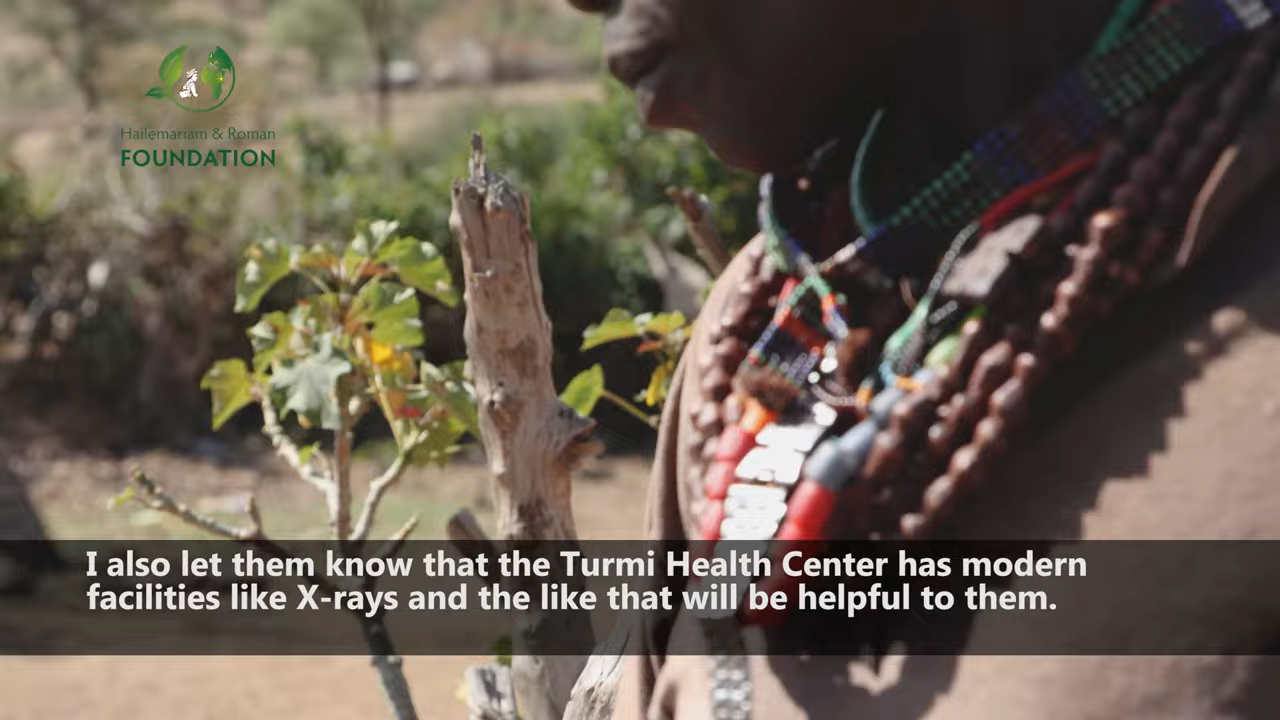 Hailemariam & Roman
FOUNDATION
I also let them know that the Turmi Health Center has modern
facilities like X-rays and the like that will be helpful to them.